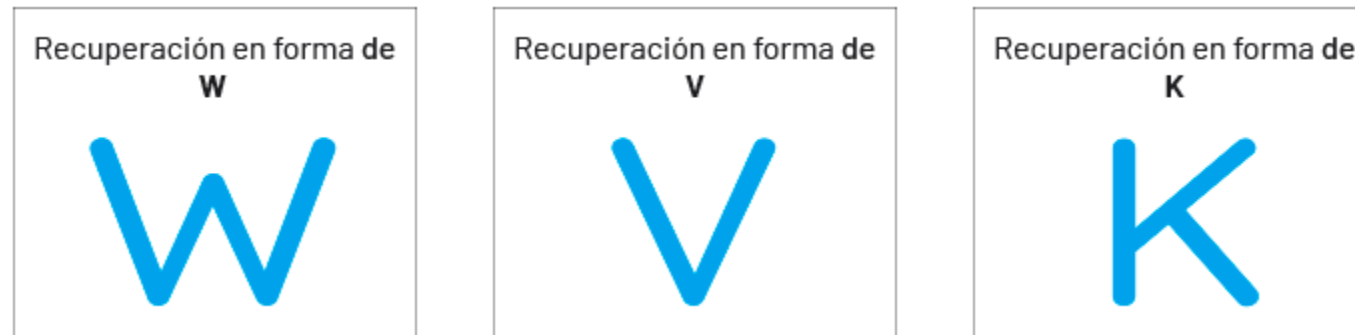 Recuperación en forma de
W
Recuperación en forma de
V
Recuperación en forma de
K
W
V
K